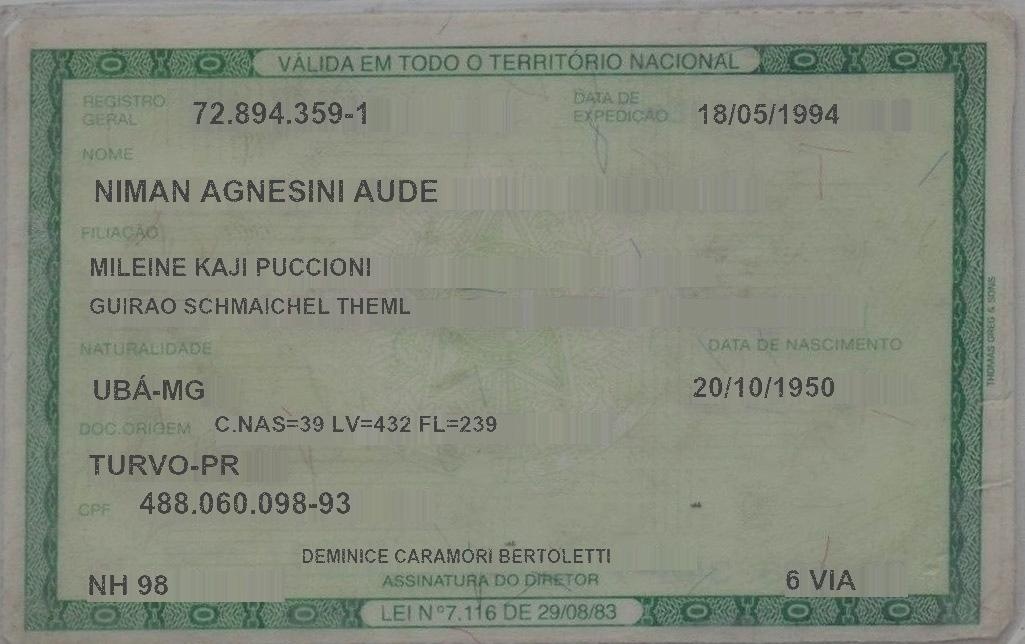 VÁLIDA EM TODO O TERRITÓRIO NACIONAL
REGISTRO GERAL 72.894.359-1 DATA DE EXPEDIÇÃO 18/05/1994
NOME
NIMAN AGNESINI AUDE
FILIAÇÃO
MILEINE KAJI PUCCIONI
GUIRAO SCHMAICHEL THEML
NATURALIDADE DATA DE NASCIMENTO
UBÁ-MG 20/10/1950
DOC.ORIGEM C.NAS=39 LV=432 FL=239
TURVO-PR
CPF 488.060.098-93
DEMINICE CARAMORI BERTOLETTI
NH 98 ASSINATURA DO DIRETOR 6 VIA
LEI Nº7.116 DE 29/08/83
THOMAS GREG & SONS